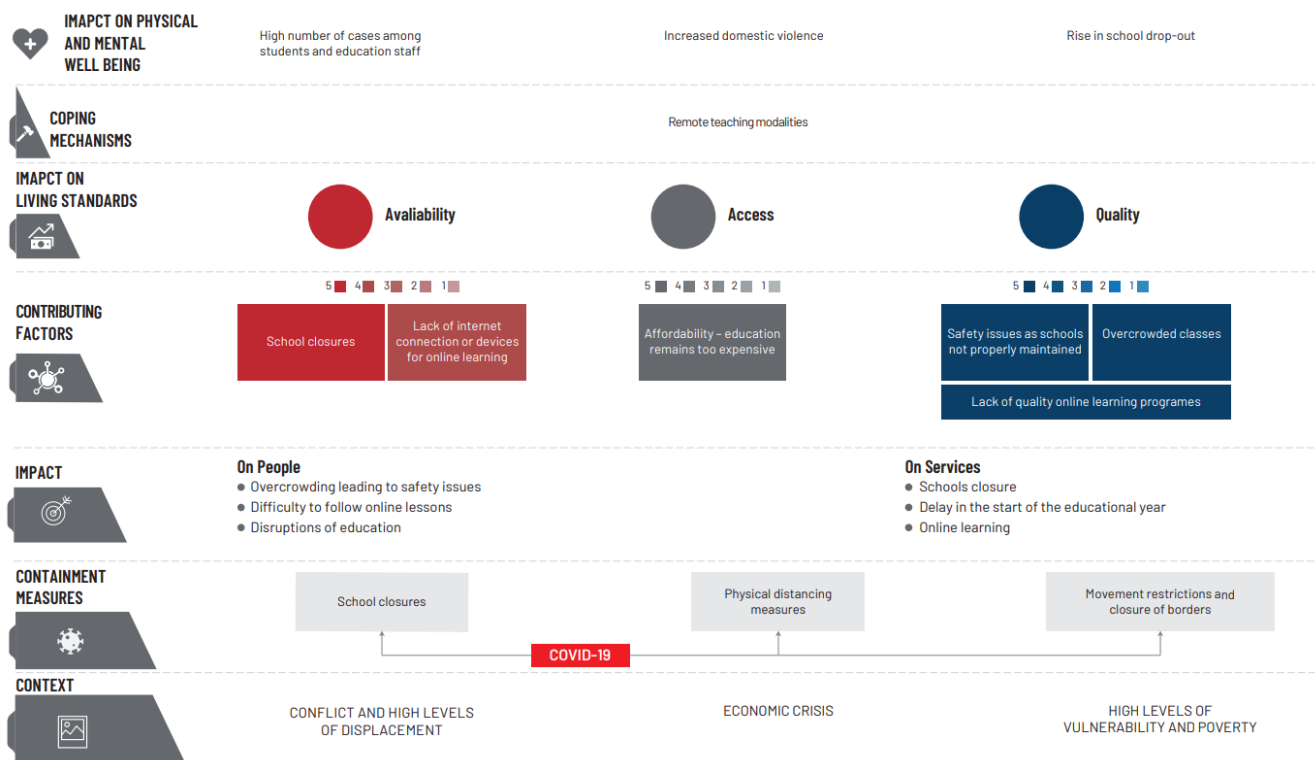 IMAPCT ON PHYSICAL
AND MENTAL
WELL BEING
High number of cases among
students and education staff
Increased domestic violence
Rise in school drop-out
COPING
MECHANISMS
Remote teaching modalities
IMAPCT ON
LIVING STANDARDS
Avaliability
Access
Quality
5 4 3 2 1
5 4 3 2 1
5 4 3 2 1
CONTRIBUTING
FACTORS
School closures
Lack of internet
connection or devices
for online learning
Affordability – education
remains too expensive
Safety issues as schools
not properly maintained
Overcrowded classes
Lack of quality online learning programes
IMPACT
On People
• Overcrowding leading to safety issues
• Difficulty to follow online lessons
• Disruptions of education
On Services
• Schools closure
• Delay in the start of the educational year
• Online learning
CONTAINMENT
MEASURES
School closures
Physical distancing
measures
Movement restrictions and
closure of borders
COVID-19
CONTEXT
CONFLICT AND HIGH LEVELS
OF DISPLACEMENT
ECONOMIC CRISIS
HIGH LEVELS OF
VULNERABILITY AND POVERTY